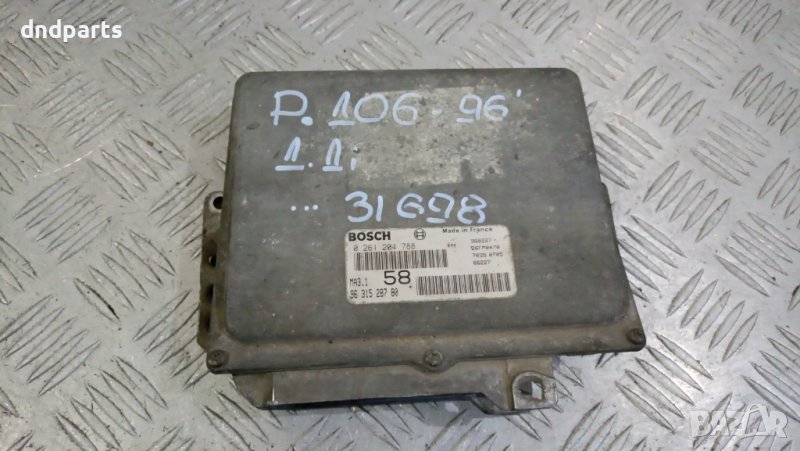 dndparts
P. 106-96'
1.1.
... 31698
BOSCH Made in France
0 261 204 788
MA3.1 58
96 315 287 80
BAZAR